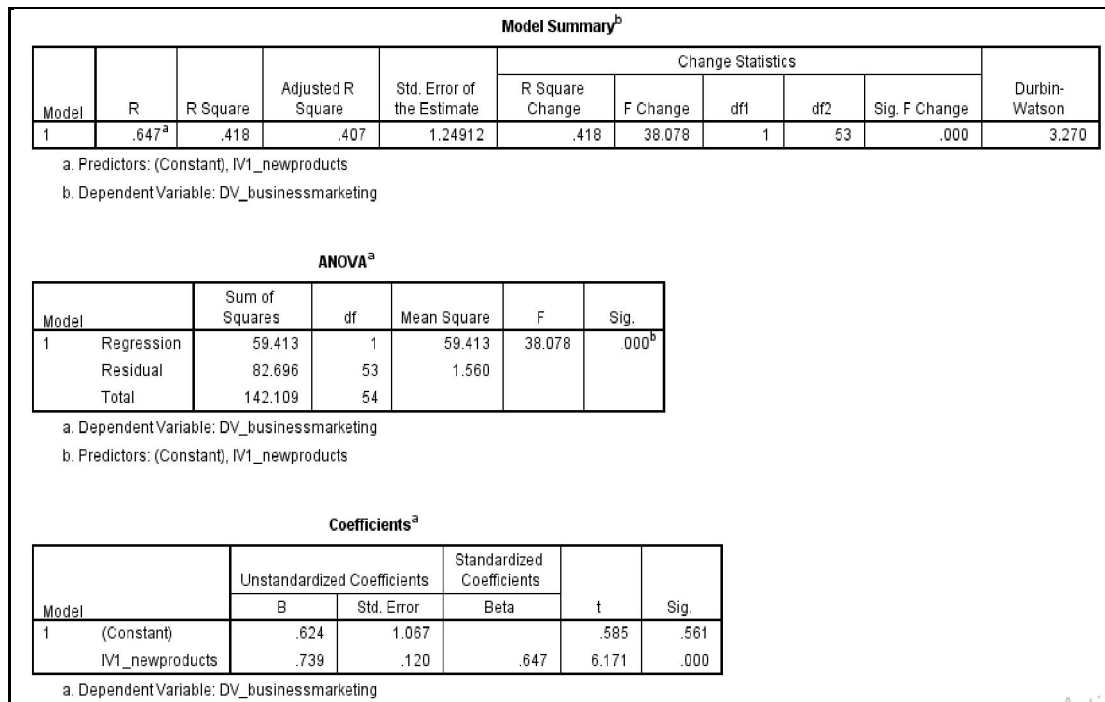 Model Summaryb
Change Statistics
Model R R Square Adjusted R Square Std. Error of the Estimate R Square Change F Change df1 df2 Sig. F Change Durbin-Watson
1 .647a .418 .407 1.24912 .418 38.078 1 53 .000 3.270
a. Predictors: (Constant), IV1_newproducts
b. Dependent Variable: DV_businessmarketing
ANOVAa
Model Sum of Squares df Mean Square F Sig.
1 Regression 59.413 1 59.413 38.078 .000b
Residual 82.696 53 1.560
Total 142.109 54
a. Dependent Variable: DV_businessmarketing
b. Predictors: (Constant), IV1_newproducts
Coefficientsa
Unstandardized Coefficients Standardized Coefficients
Model B Std. Error Beta t Sig.
1 (Constant) .624 1.067 .585 .561
IV1_newproducts .739 .120 .647 6.171 .000
a. Dependent Variable: DV_businessmarketing